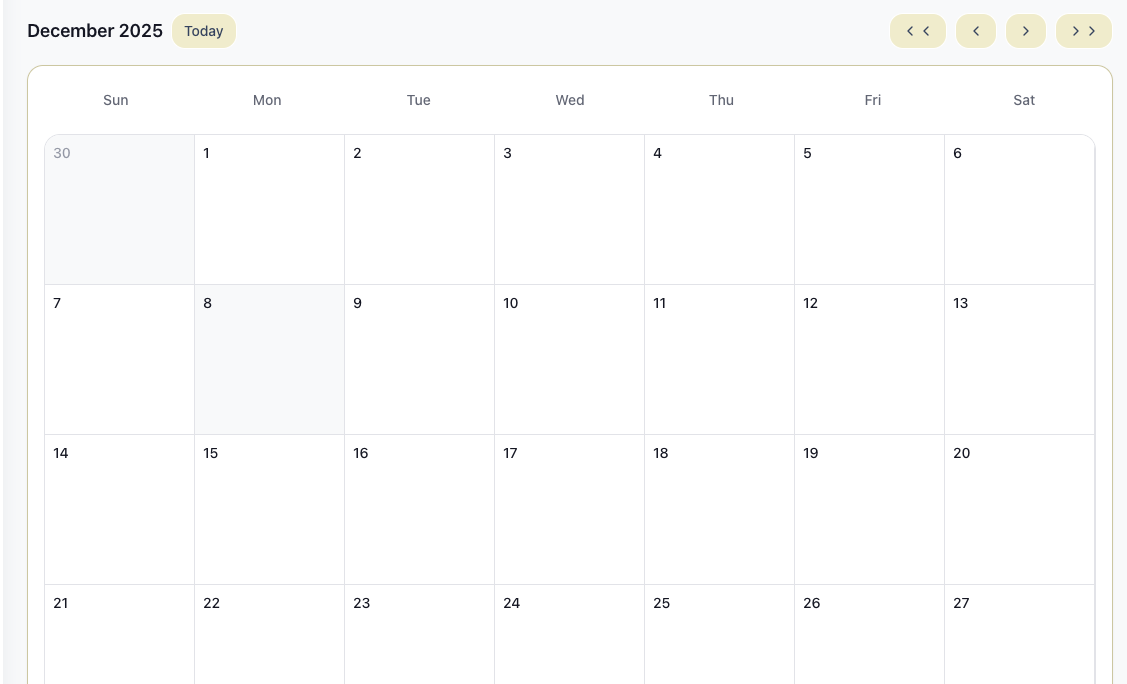 December 2025 Today < < < > > >
Sun Mon Tue Wed Thu Fri Sat
30 1 2 3 4 5 6
7 8 9 10 11 12 13
14 15 16 17 18 19 20
21 22 23 24 25 26 27